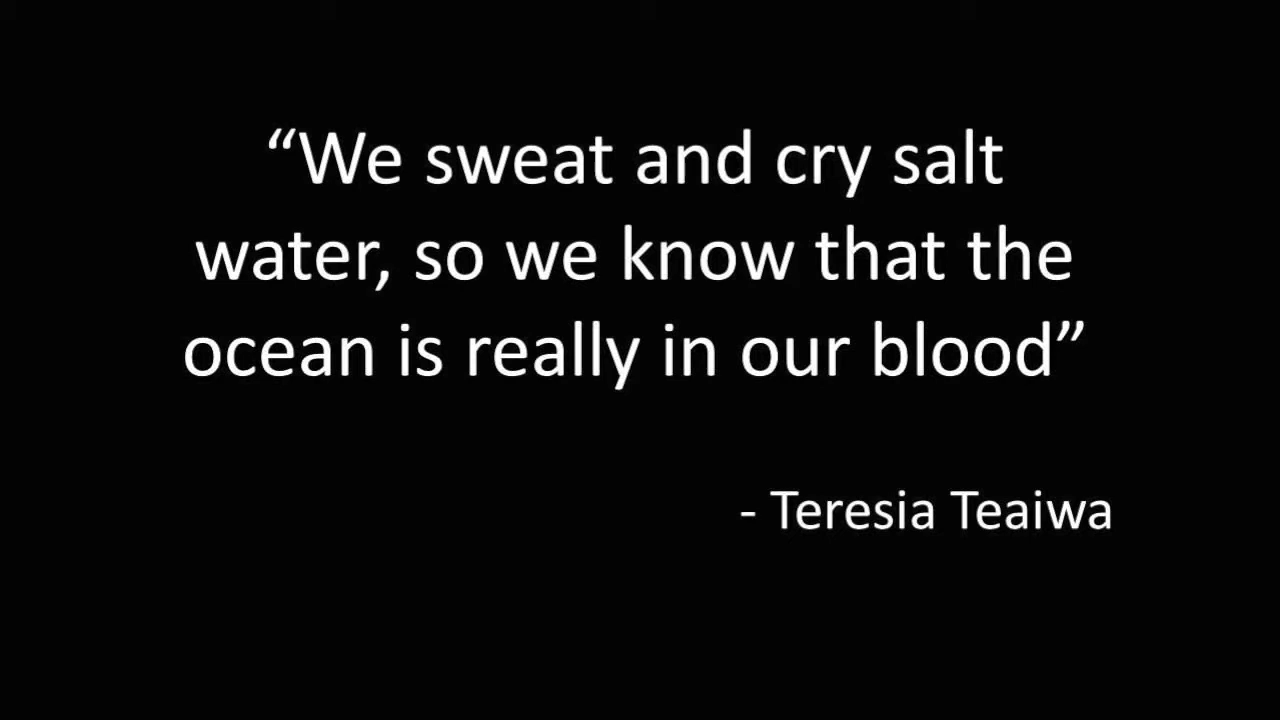 “We sweat and cry salt
water, so we know that the
ocean is really in our blood”
- Teresia Teaiwa